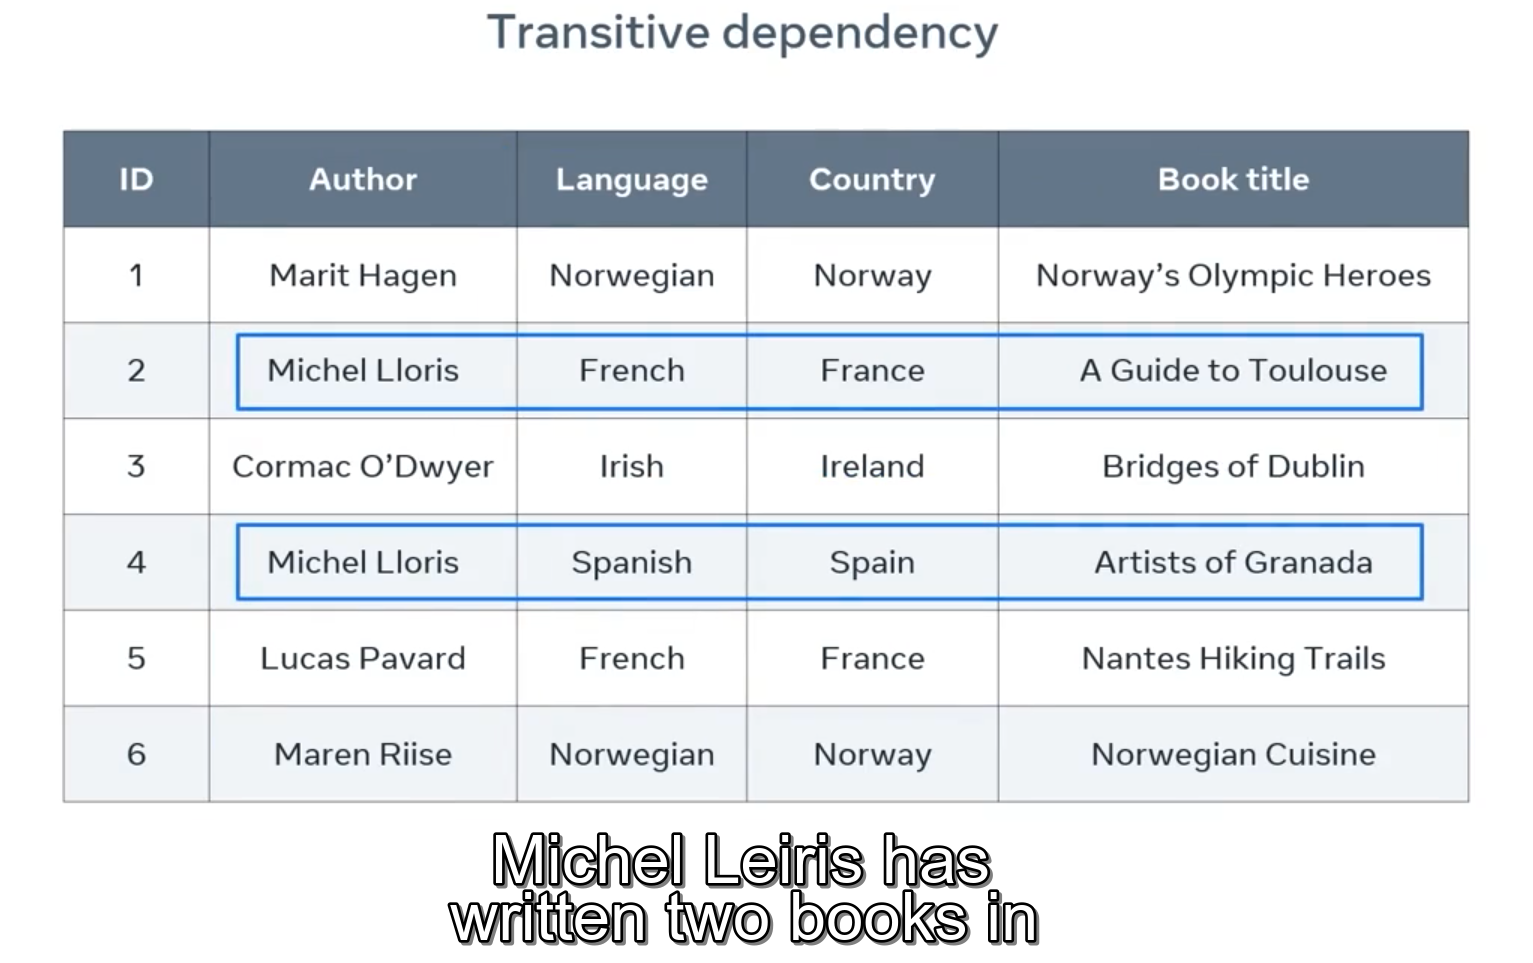 Transitive dependency
ID Author Language Country Book title
1 Marit Hagen Norwegian Norway Norway’s Olympic Heroes
2 Michel Lloris French France A Guide to Toulouse
3 Cormac O’Dwyer Irish Ireland Bridges of Dublin
4 Michel Lloris Spanish Spain Artists of Granada
5 Lucas Pavard French France Nantes Hiking Trails
6 Maren Riise Norwegian Norway Norwegian Cuisine
Michel Leiris has
written two books in